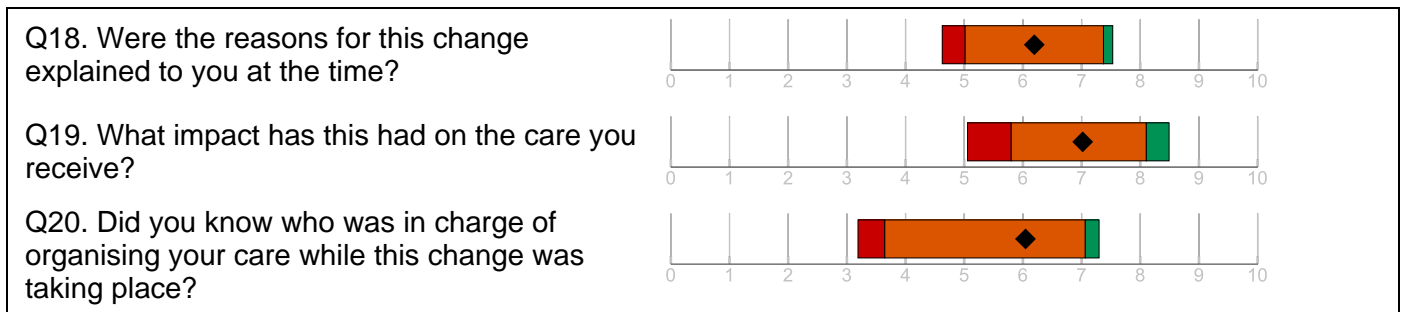 Q18. Were the reasons for this change
explained to you at the time?
0 1 2 3 4 5 6 7 8 9 10
Q19. What impact has this had on the care you
receive?
0 1 2 3 4 5 6 7 8 9 10
Q20. Did you know who was in charge of
organising your care while this change was
taking place?
0 1 2 3 4 5 6 7 8 9 10